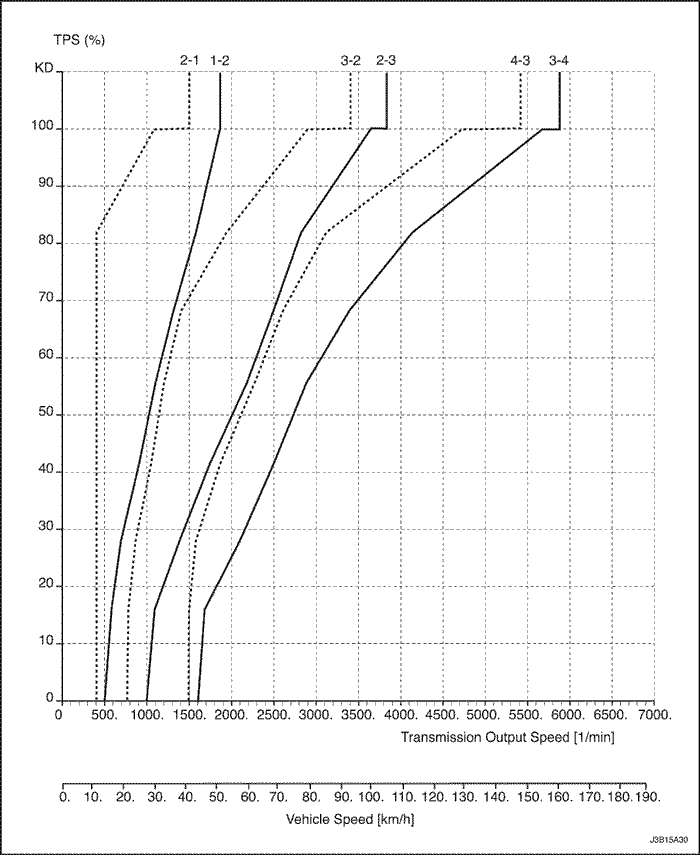 TPS (%)
2-1 1-2 3-2 2-3 4-3 3-4
KD
100
90
80
70
60
50
40
30
20
10
0
0 500. 1000. 1500. 2000. 2500. 3000. 3500. 4000. 4500. 5000. 5500. 6000. 6500. 7000.
Transmission Output Speed [1/min]
0. 10. 20. 30. 40. 50. 60. 70. 80. 90. 100. 110. 120. 130. 140. 150. 160. 170. 180. 190.
Vehicle Speed [km/h]
J3B15A30